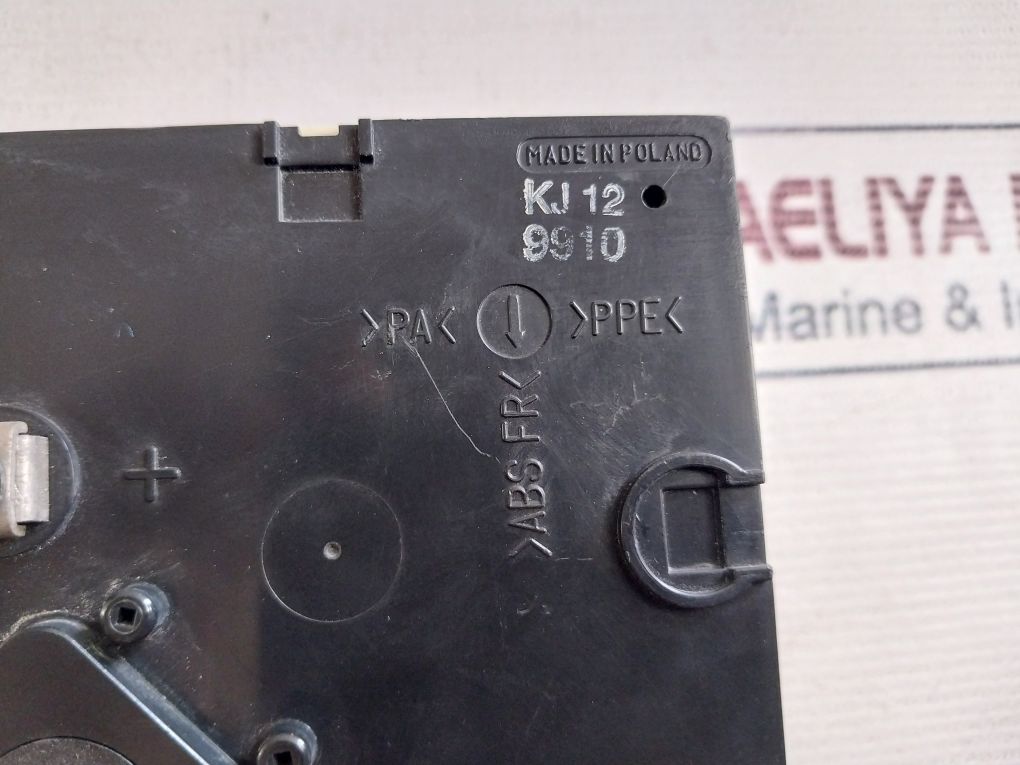 MADE IN POLAND
KJ 12
9910
>PA<
>PPE<
>ABS FR<
+
AELIYA
Marine &